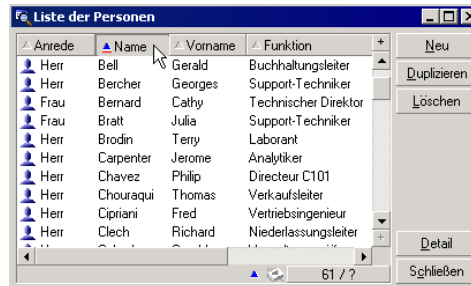 Liste der Personen
Anrede Name Vorname Funktion +
Herr Bell Gerald Buchhaltungsleiter
Herr Bercher Georges Support-Techniker
Frau Bernard Cathy Technischer Direktor
Frau Bratt Julia Support-Techniker
Herr Brodin Terry Laborant
Herr Carpenter Jerome Analytiker
Herr Chavez Philip Directeur C101
Herr Chouraqui Thomas Verkaufsleiter
Herr Cipriani Fred Vertriebsingenieur
Herr Clech Richard Niederlassungsleiter
61 / ?
Neu
Duplizieren
Löschen
Detail
Schließen